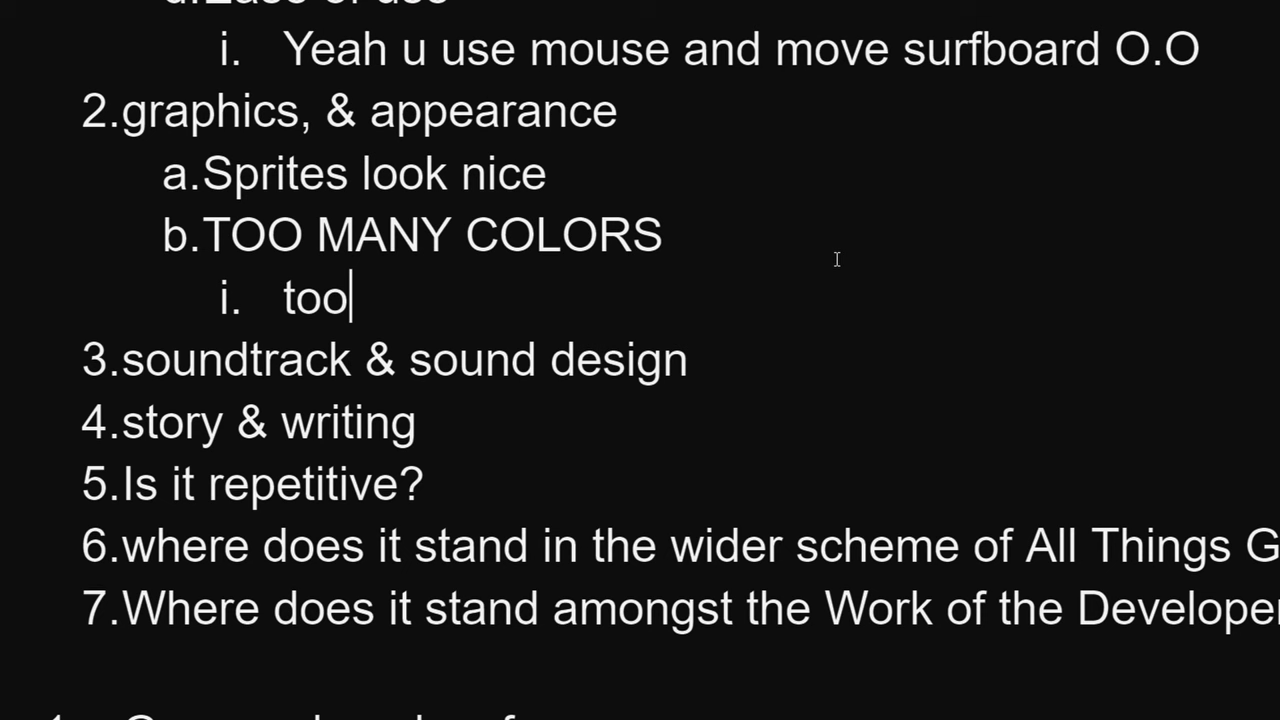 i. Yeah u use mouse and move surfboard O.O
2.graphics, & appearance
a.Sprites look nice
b.TOO MANY COLORS
i. too
3.soundtrack & sound design
4.story & writing
5.Is it repetitive?
6.where does it stand in the wider scheme of All Things G
7.Where does it stand amongst the Work of the Develope